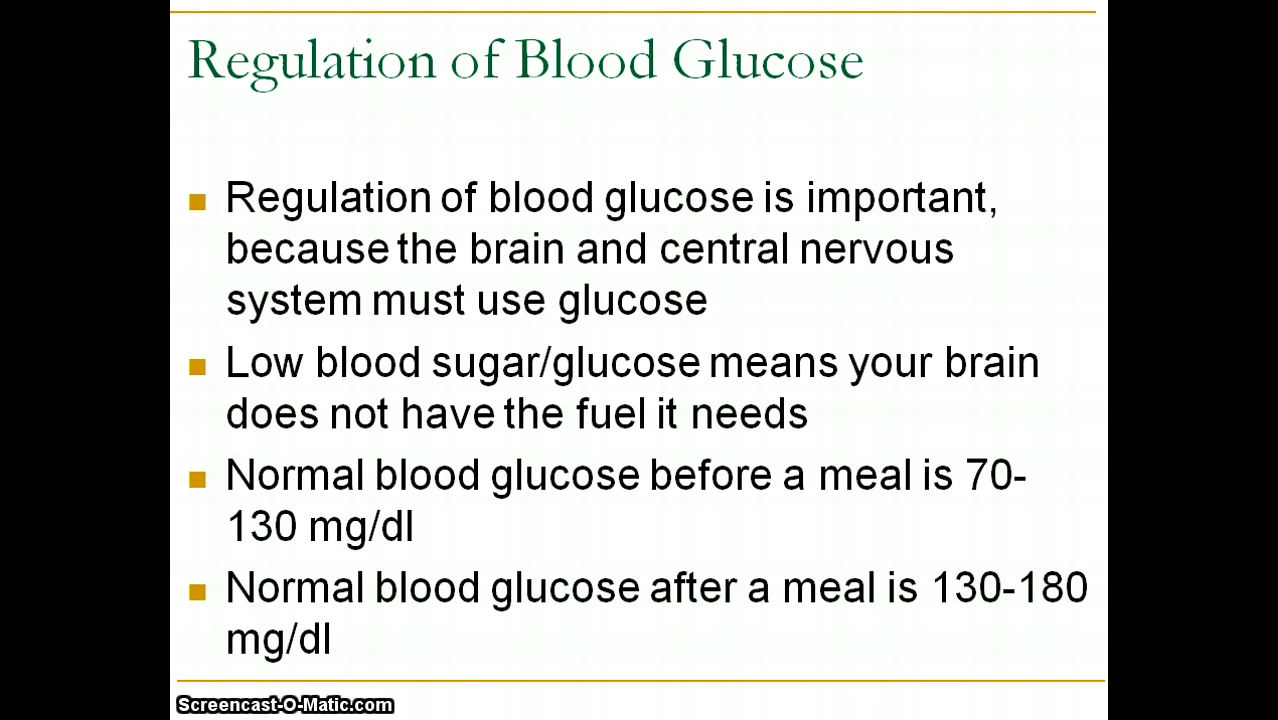 Regulation of Blood Glucose
Regulation of blood glucose is important,
because the brain and central nervous
system must use glucose
Low blood sugar/glucose means your brain
does not have the fuel it needs
Normal blood glucose before a meal is 70-
130 mg/dl
Normal blood glucose after a meal is 130-180
mg/dl
Screencast-O-Matic.com